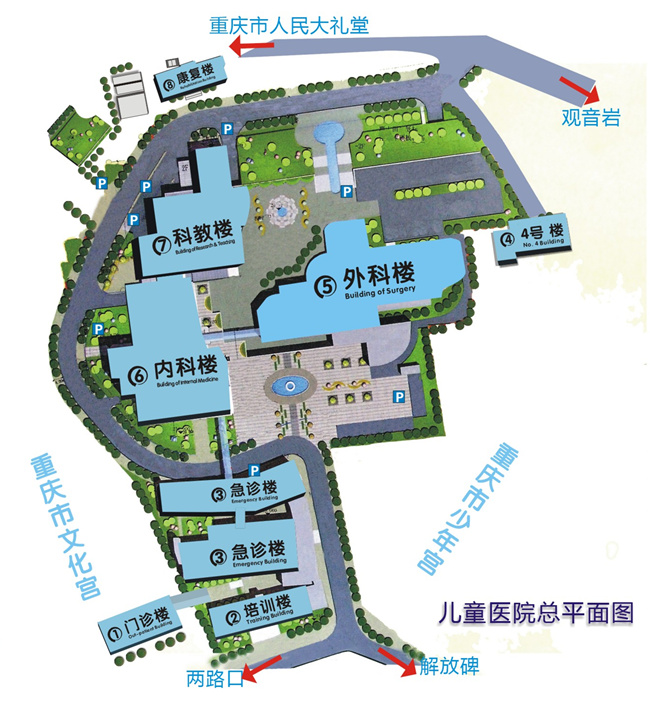 重庆市人民大礼堂
⑧ 康复楼
Rehabilitation Building
观音岩
P
P
P
P
P
⑦ 科教楼
Building of Research & Teaching
④ 4号 楼
No. 4 Building
⑤ 外科楼
Building of Surgery
P
⑥ 内科楼
Building of Internal Medicine
P
重庆市文化宫
重庆市少年宫
P
③ 急诊楼
Emergency Building
③ 急诊楼
Emergency Building
① 门诊楼
Out-patient Building
② 培训楼
Training Building
儿童医院总平面图
两路口
解放碑